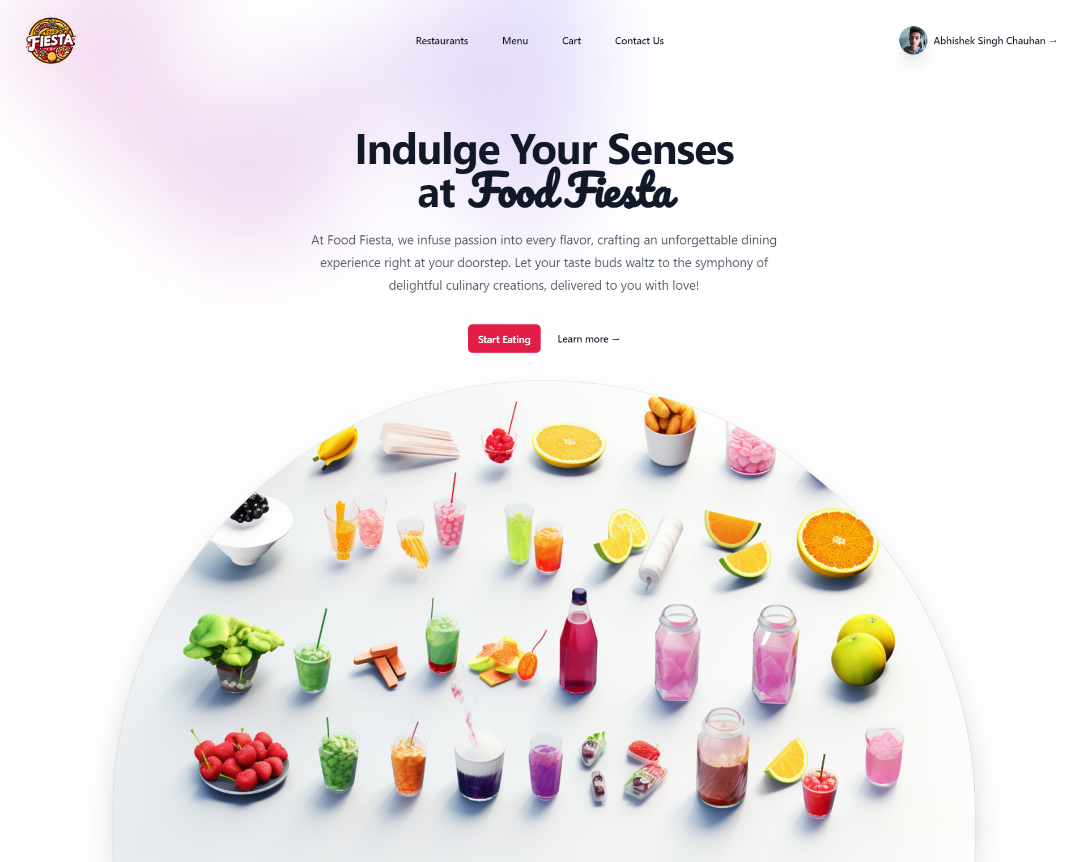 FIESTA
Restaurants
Menu
Cart
Contact Us
Abhishek Singh Chauhan →
Indulge Your Senses
at Food Fiesta
At Food Fiesta, we infuse passion into every flavor, crafting an unforgettable dining
experience right at your doorstep. Let your taste buds waltz to the symphony of
delightful culinary creations, delivered to you with love!
Start Eating
Learn more →